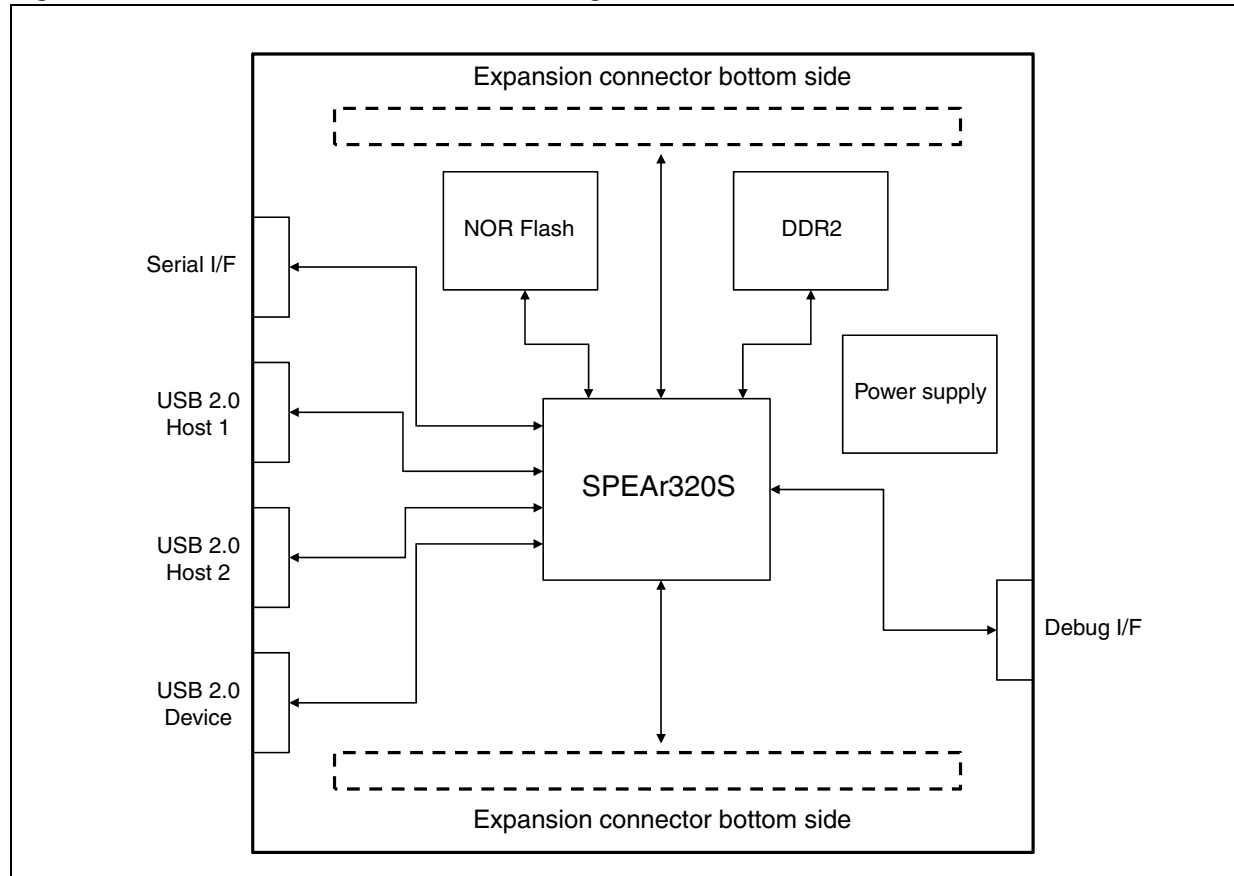 Expansion connector bottom side
NOR Flash
DDR2
Serial I/F
Power supply
USB 2.0
Host 1
SPEAr320S
USB 2.0
Host 2
Debug I/F
USB 2.0
Device
Expansion connector bottom side